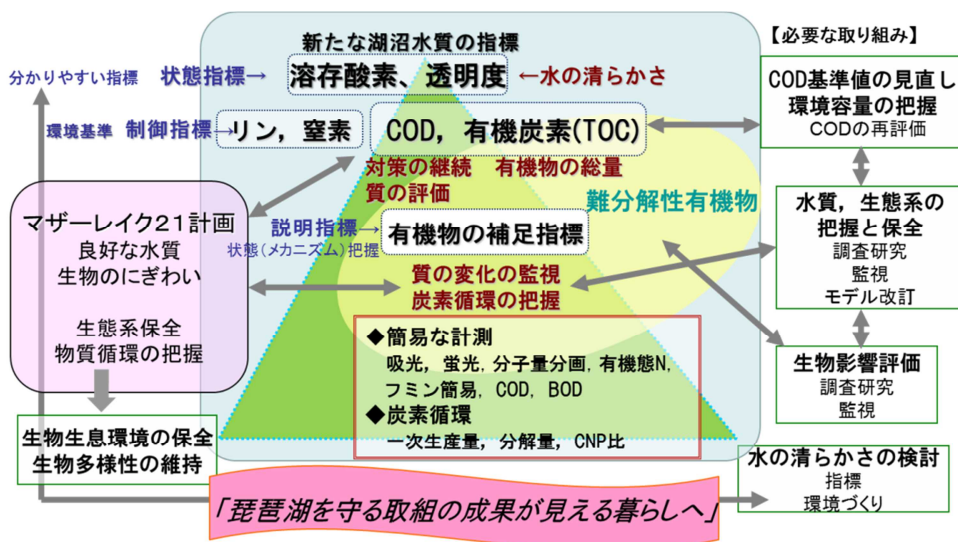 新たな湖沼水質の指標
分かりやすい指標 状態指標→ 溶存酸素、透明度 ←水の清らかさ
環境基準 制御指標→ リン，窒素 COD，有機炭素(TOC)
対策の継続 有機物の総量
質の評価
難分解性有機物
説明指標→ 有機物の補足指標
状態(メカニズム)把握
質の変化の監視
炭素循環の把握
◆簡易な計測
吸光，蛍光，分子量分画，有機態N，
フミン簡易，COD，BOD
◆炭素循環
一次生産量，分解量，CNP比
マザーレイク２１計画
良好な水質
生物のにぎわい
生態系保全
物質循環の把握
生物生息環境の保全
生物多様性の維持
【必要な取り組み】
COD基準値の見直し
環境容量の把握
CODの再評価
水質，生態系の
把握と保全
調査研究
監視
モデル改訂
生物影響評価
調査研究
監視
水の清らかさの検討
指標
環境づくり
「琵琶湖を守る取組の成果が見える暮らしへ」